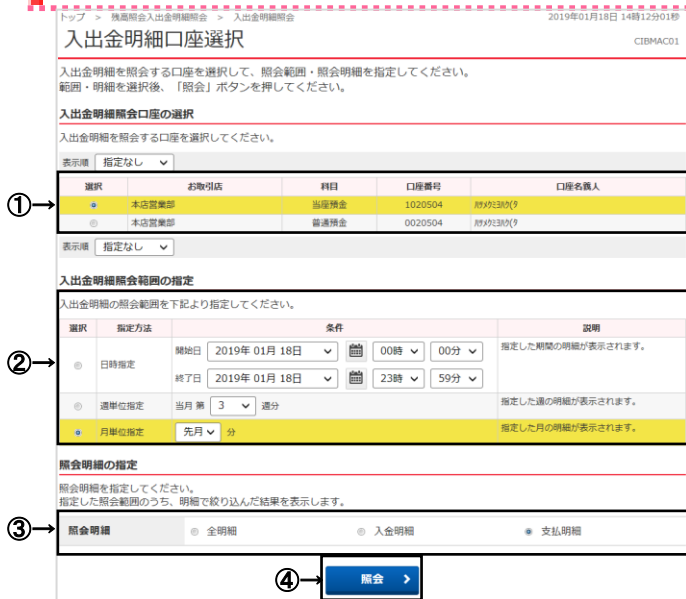 トップ > 残高照会入出金明細照会 > 入出金明細照会
2019年01月18日 14時12分01秒
入出金明細口座選択
CIBMAC01
入出金明細を照会する口座を選択して、照会範囲・照会明細を指定してください。
範囲・明細を選択後、「照会」ボタンを押してください。
入出金明細照会口座の選択
入出金明細を照会する口座を選択してください。
表示順 指定なし
選択 お取引店 科目 口座番号 口座名義人
①
本店営業部 当座預金 1020504
本店営業部 普通預金 0020504
表示順 指定なし
入出金明細照会範囲の指定
入出金明細の照会範囲を下記より指定してください。
選択 指定方法 条件 説明
②
日時指定 開始日 2019年 01月 18日 00時 00分 指定した期間の明細が表示されます。
終了日 2019年 01月 18日 23時 59分
週単位指定 当月 第 3 週分 指定した週の明細が表示されます。
月単位指定 先月 分 指定した月の明細が表示されます。
照会明細の指定
照会明細を指定してください。
指定した照会範囲のうち、明細で絞り込んだ結果を表示します。
③
照会明細 全明細 入金明細 支払明細
④
照会